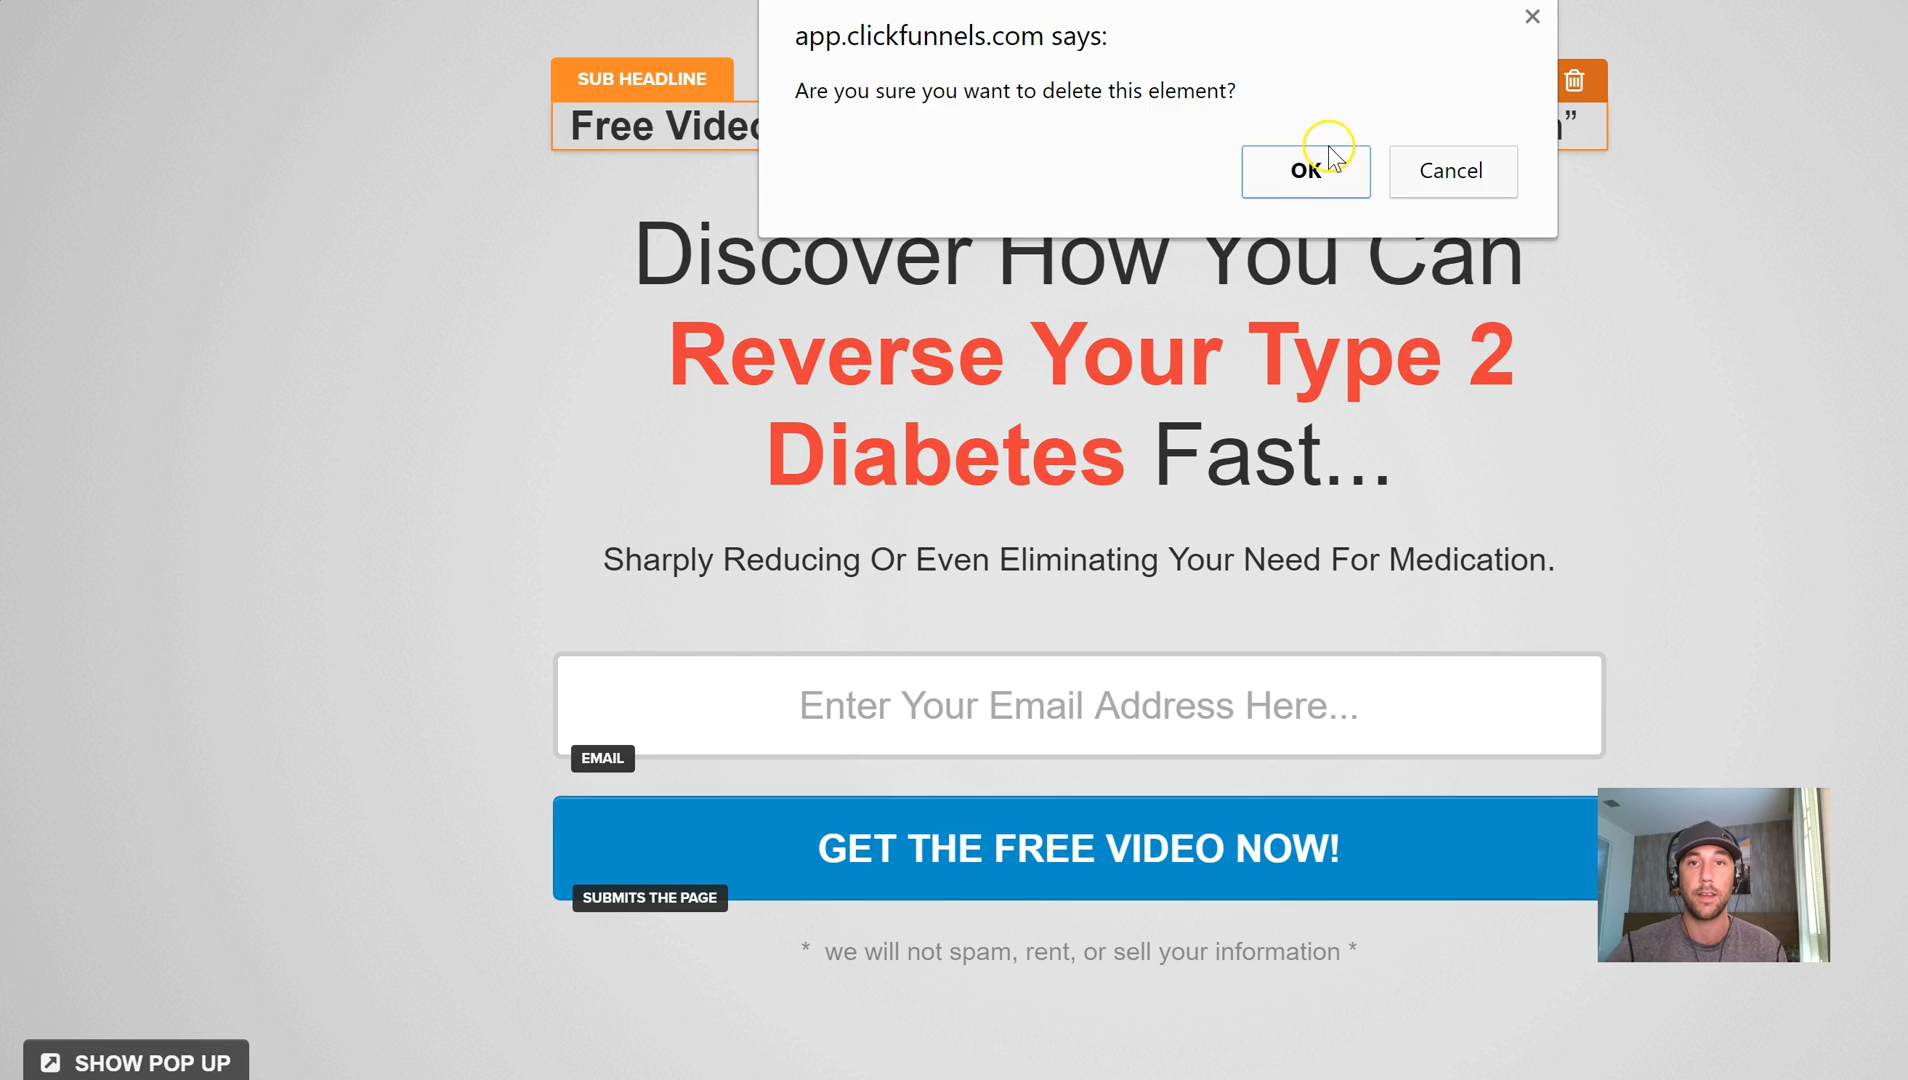 app.clickfunnels.com says:
Are you sure you want to delete this element?
OK Cancel
SUB HEADLINE
Free Video
”
Discover How You Can
Reverse Your Type 2
Diabetes Fast...
Sharply Reducing Or Even Eliminating Your Need For Medication.
Enter Your Email Address Here...
EMAIL
GET THE FREE VIDEO NOW!
SUBMITS THE PAGE
* we will not spam, rent, or sell your information *
SHOW POP UP